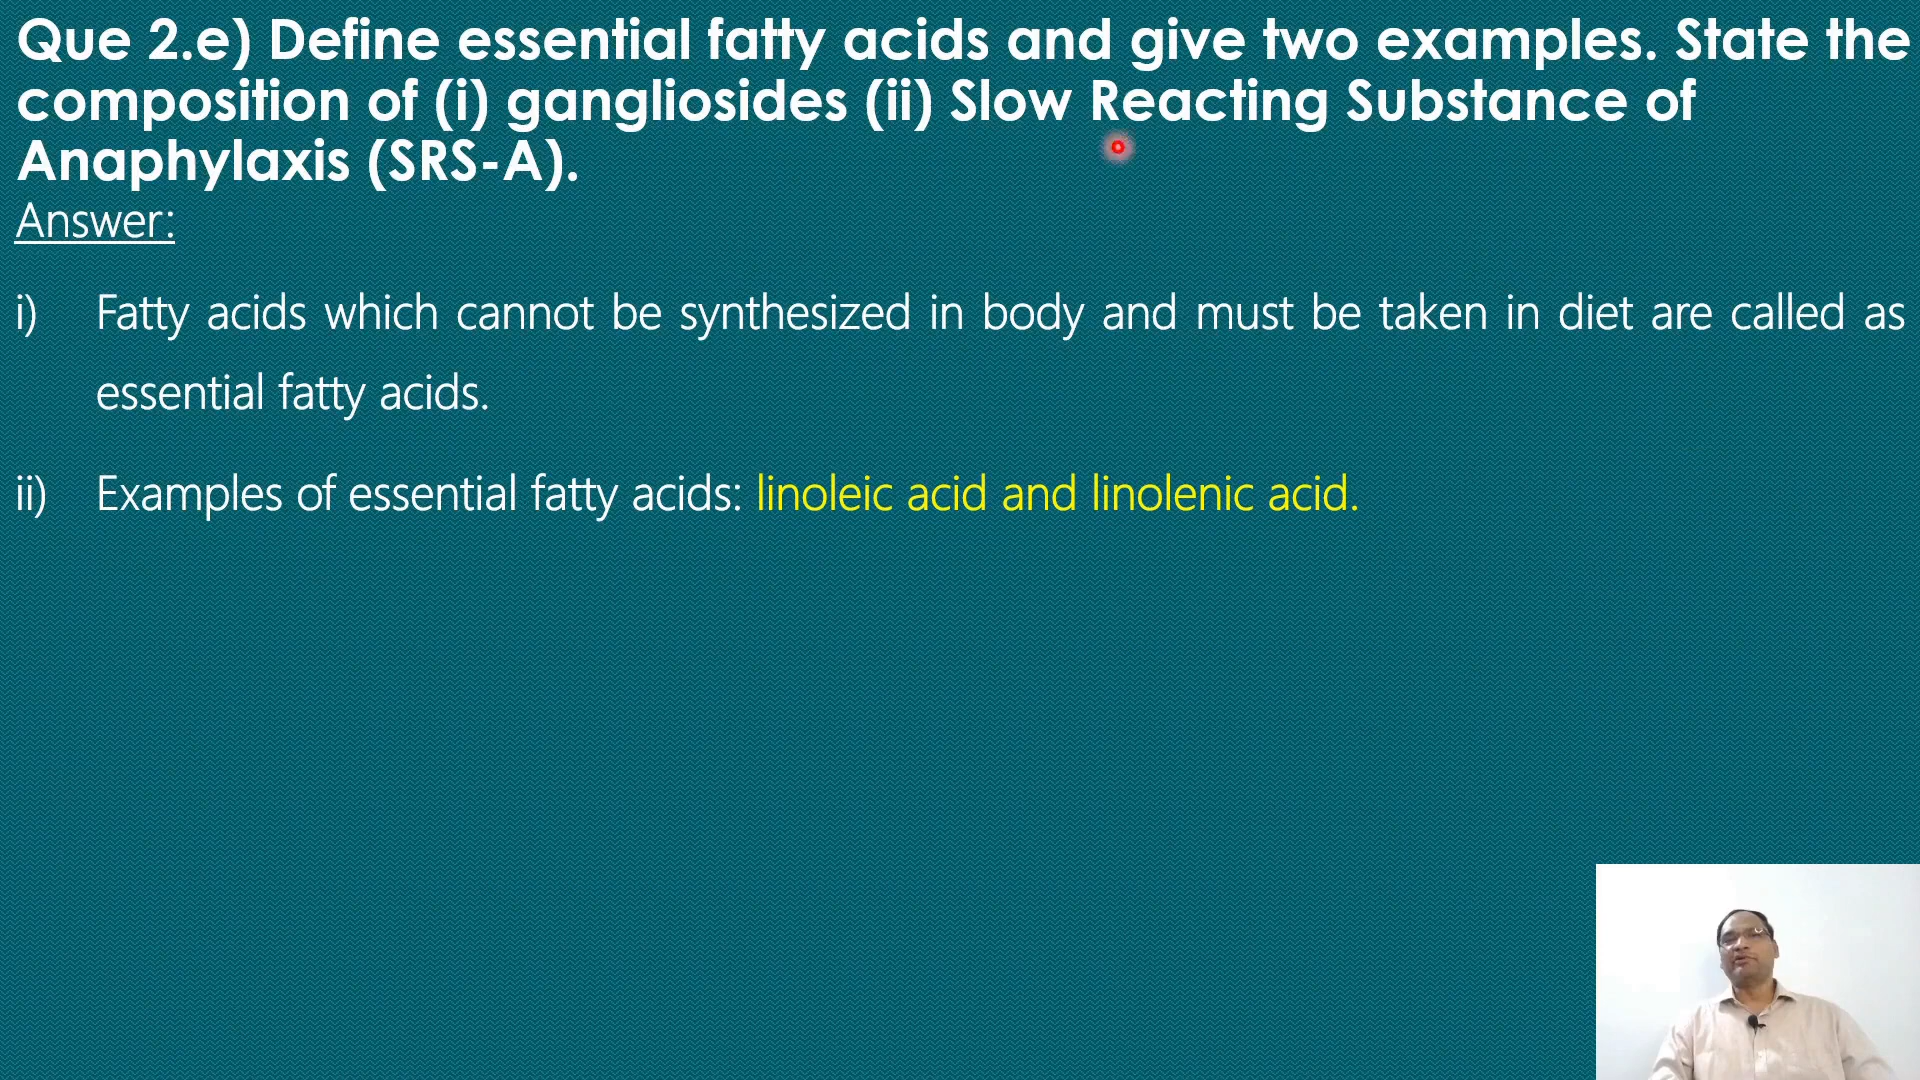 Que 2.e) Define essential fatty acids and give two examples. State the
composition of (i) gangliosides (ii) Slow Reacting Substance of
Anaphylaxis (SRS-A).
Answer:
i) Fatty acids which cannot be synthesized in body and must be taken in diet are called as
essential fatty acids.
ii) Examples of essential fatty acids: linoleic acid and linolenic acid.